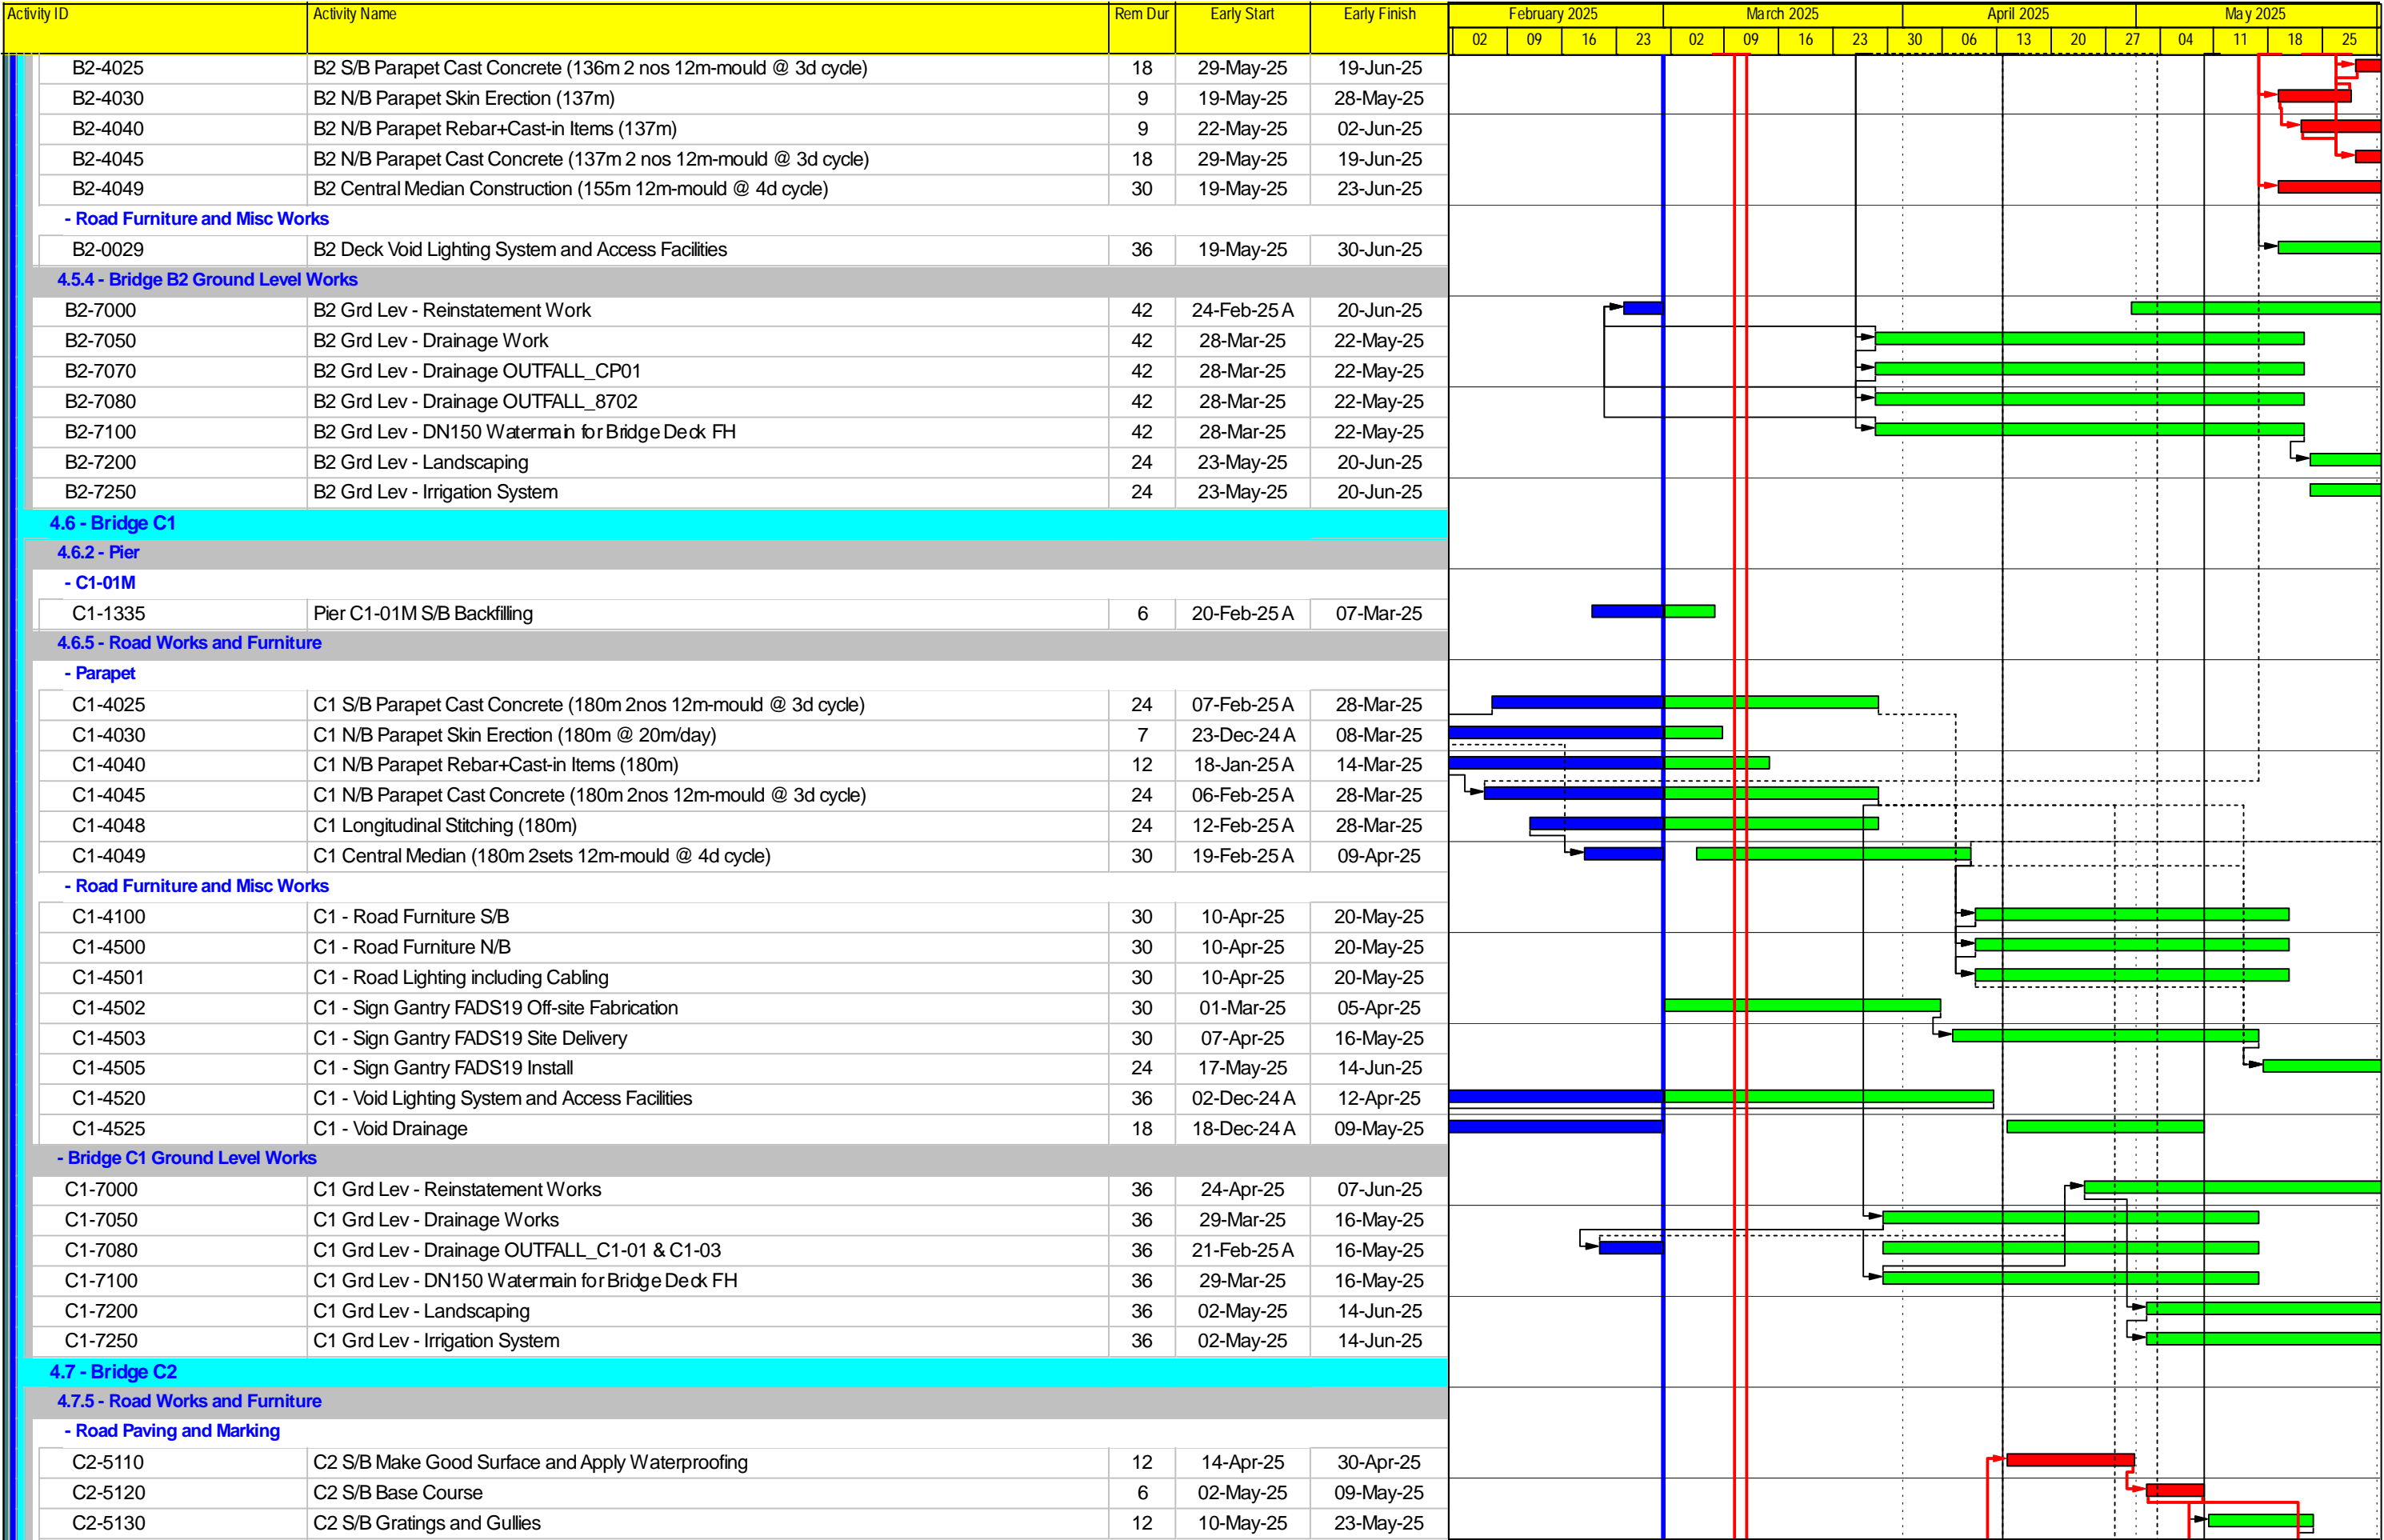 Activity ID Activity Name Rem Dur Early Start Early Finish February 2025 March 2025 April 2025 May 2025
02 09 16 23 02 09 16 23 30 06 13 20 27 04 11 18 25
B2-4025 B2 S/B Parapet Cast Concrete (136m 2 nos 12m-mould @ 3d cycle) 18 29-May-25 19-Jun-25
B2-4030 B2 N/B Parapet Skin Erection (137m) 9 19-May-25 28-May-25
B2-4040 B2 N/B Parapet Rebar+Cast-in Items (137m) 9 22-May-25 02-Jun-25
B2-4045 B2 N/B Parapet Cast Concrete (137m 2 nos 12m-mould @ 3d cycle) 18 29-May-25 19-Jun-25
B2-4049 B2 Central Median Construction (155m 12m-mould @ 4d cycle) 30 19-May-25 23-Jun-25
- Road Furniture and Misc Works
B2-0029 B2 Deck Void Lighting System and Access Facilities 36 19-May-25 30-Jun-25
4.5.4 - Bridge B2 Ground Level Works
B2-7000 B2 Grd Lev - Reinstatement Work 42 24-Feb-25 A 20-Jun-25
B2-7050 B2 Grd Lev - Drainage Work 42 28-Mar-25 22-May-25
B2-7070 B2 Grd Lev - Drainage OUTFALL_CP01 42 28-Mar-25 22-May-25
B2-7080 B2 Grd Lev - Drainage OUTFALL_8702 42 28-Mar-25 22-May-25
B2-7100 B2 Grd Lev - DN150 Watermain for Bridge Deck FH 42 28-Mar-25 22-May-25
B2-7200 B2 Grd Lev - Landscaping 24 23-May-25 20-Jun-25
B2-7250 B2 Grd Lev - Irrigation System 24 23-May-25 20-Jun-25
4.6 - Bridge C1
4.6.2 - Pier
- C1-01M
C1-1335 Pier C1-01M S/B Backfilling 6 20-Feb-25 A 07-Mar-25
4.6.5 - Road Works and Furniture
- Parapet
C1-4025 C1 S/B Parapet Cast Concrete (180m 2nos 12m-mould @ 3d cycle) 24 07-Feb-25 A 28-Mar-25
C1-4030 C1 N/B Parapet Skin Erection (180m @ 20m/day) 7 23-Dec-24 A 08-Mar-25
C1-4040 C1 N/B Parapet Rebar+Cast-in Items (180m) 12 18-Jan-25 A 14-Mar-25
C1-4045 C1 N/B Parapet Cast Concrete (180m 2nos 12m-mould @ 3d cycle) 24 06-Feb-25 A 28-Mar-25
C1-4048 C1 Longitudinal Stitching (180m) 24 12-Feb-25 A 28-Mar-25
C1-4049 C1 Central Median (180m 2sets 12m-mould @ 4d cycle) 30 19-Feb-25 A 09-Apr-25
- Road Furniture and Misc Works
C1-4100 C1 - Road Furniture S/B 30 10-Apr-25 20-May-25
C1-4500 C1 - Road Furniture N/B 30 10-Apr-25 20-May-25
C1-4501 C1 - Road Lighting including Cabling 30 10-Apr-25 20-May-25
C1-4502 C1 - Sign Gantry FADS19 Off-site Fabrication 30 01-Mar-25 05-Apr-25
C1-4503 C1 - Sign Gantry FADS19 Site Delivery 30 07-Apr-25 16-May-25
C1-4505 C1 - Sign Gantry FADS19 Install 24 17-May-25 14-Jun-25
C1-4520 C1 - Void Lighting System and Access Facilities 36 02-Dec-24 A 12-Apr-25
C1-4525 C1 - Void Drainage 18 18-Dec-24 A 09-May-25
- Bridge C1 Ground Level Works
C1-7000 C1 Grd Lev - Reinstatement Works 36 24-Apr-25 07-Jun-25
C1-7050 C1 Grd Lev - Drainage Works 36 29-Mar-25 16-May-25
C1-7080 C1 Grd Lev - Drainage OUTFALL_C1-01 & C1-03 36 21-Feb-25 A 16-May-25
C1-7100 C1 Grd Lev - DN150 Watermain for Bridge Deck FH 36 29-Mar-25 16-May-25
C1-7200 C1 Grd Lev - Landscaping 36 02-May-25 14-Jun-25
C1-7250 C1 Grd Lev - Irrigation System 36 02-May-25 14-Jun-25
4.7 - Bridge C2
4.7.5 - Road Works and Furniture
- Road Paving and Marking
C2-5110 C2 S/B Make Good Surface and Apply Waterproofing 12 14-Apr-25 30-Apr-25
C2-5120 C2 S/B Base Course 6 02-May-25 09-May-25
C2-5130 C2 S/B Gratings and Gullies 12 10-May-25 23-May-25